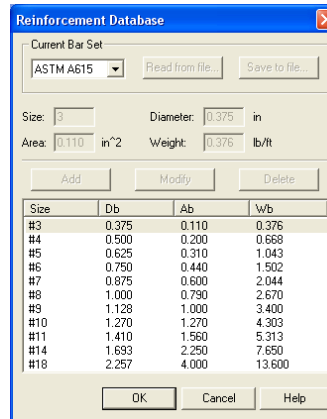 Reinforcement Database
Current Bar Set
ASTM A615 Read from file... Save to file...
Size: 3 Diameter: 0.375 in
Area: 0.110 in^2 Weight: 0.376 lb/ft
Add Modify Delete
Size Db Ab Wb
#3 0.375 0.110 0.376
#4 0.500 0.200 0.668
#5 0.625 0.310 1.043
#6 0.750 0.440 1.502
#7 0.875 0.600 2.044
#8 1.000 0.790 2.670
#9 1.128 1.000 3.400
#10 1.270 1.270 4.303
#11 1.410 1.560 5.313
#14 1.693 2.250 7.650
#18 2.257 4.000 13.600
OK Cancel Help